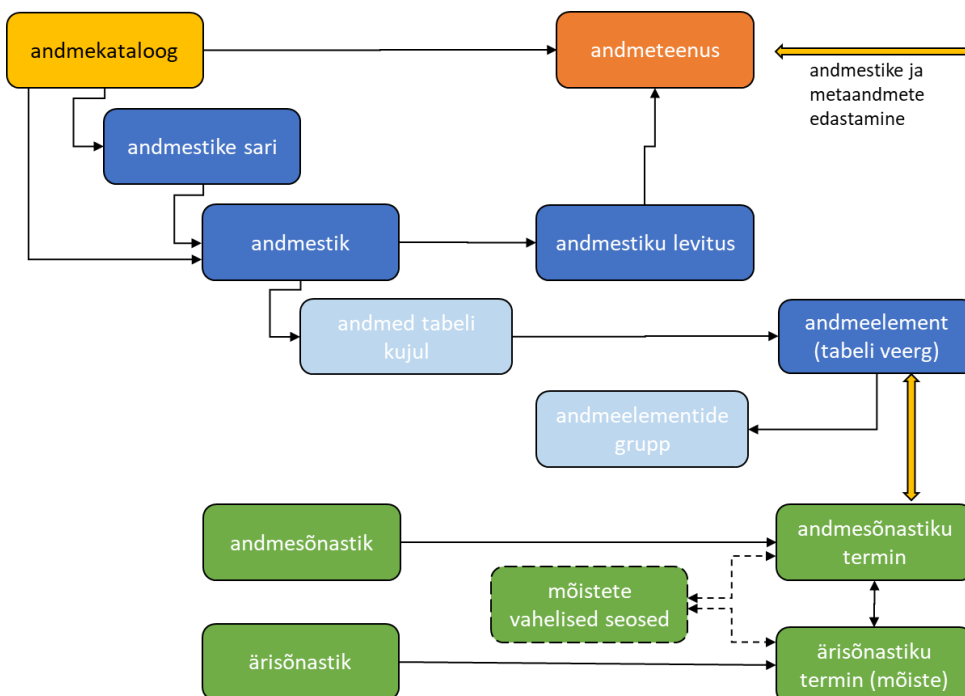 andmekataloog
andmeteenus
andmestike ja
metaandmete
edastamine
andmestike sari
andmestik
andmestiku levitus
andmed tabeli
kujul
andmeelement
(tabeli veerg)
andmeelementide
grupp
andmesõnastik
andmesõnastiku
termin
mõistete
vahelised seosed
ärisõnastik
ärisõnastiku
termin (mõiste)